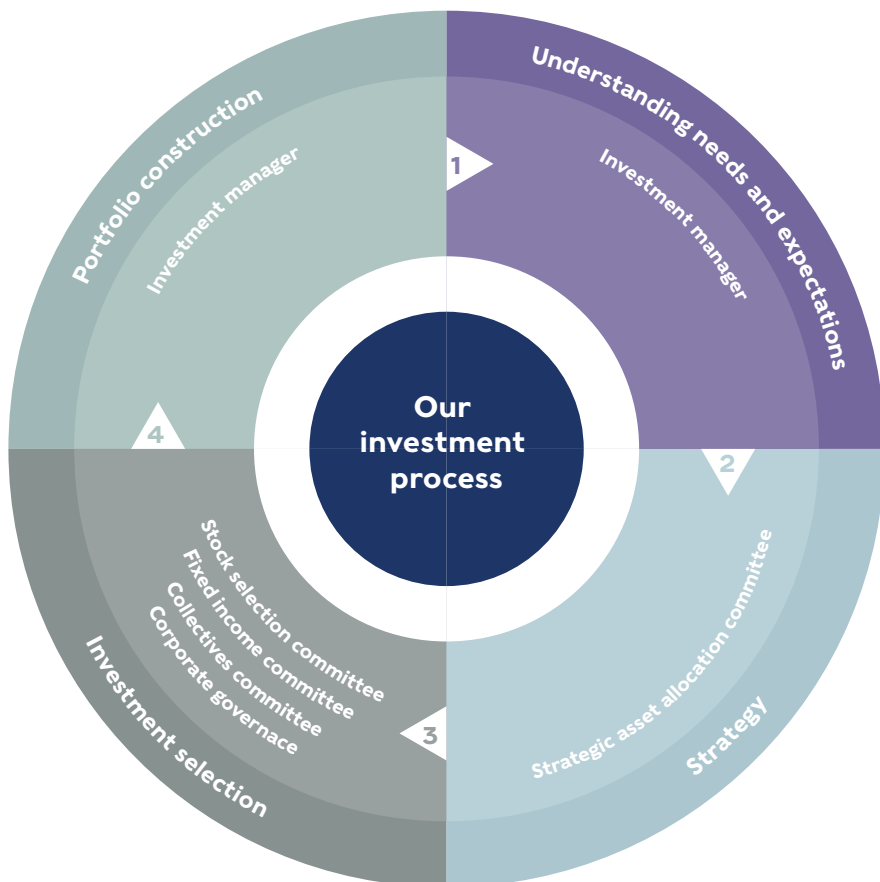 Our
investment
process
1
Understanding needs and expectations
Investment manager
2
Strategy
Strategic asset allocation committee
3
Investment selection
Stock selection committee
Fixed income committee
Collectives committee
Corporate governace
4
Portfolio construction
Investment manager